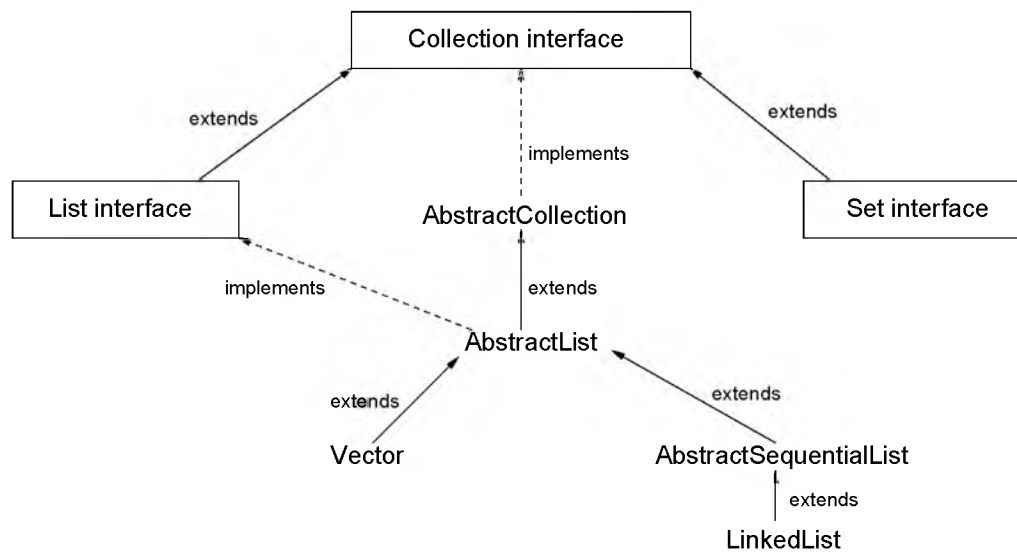 Collection interface
extends
extends
implements
List interface
AbstractCollection
Set interface
implements
extends
AbstractList
extends
extends
Vector
AbstractSequentialList
extends
LinkedList